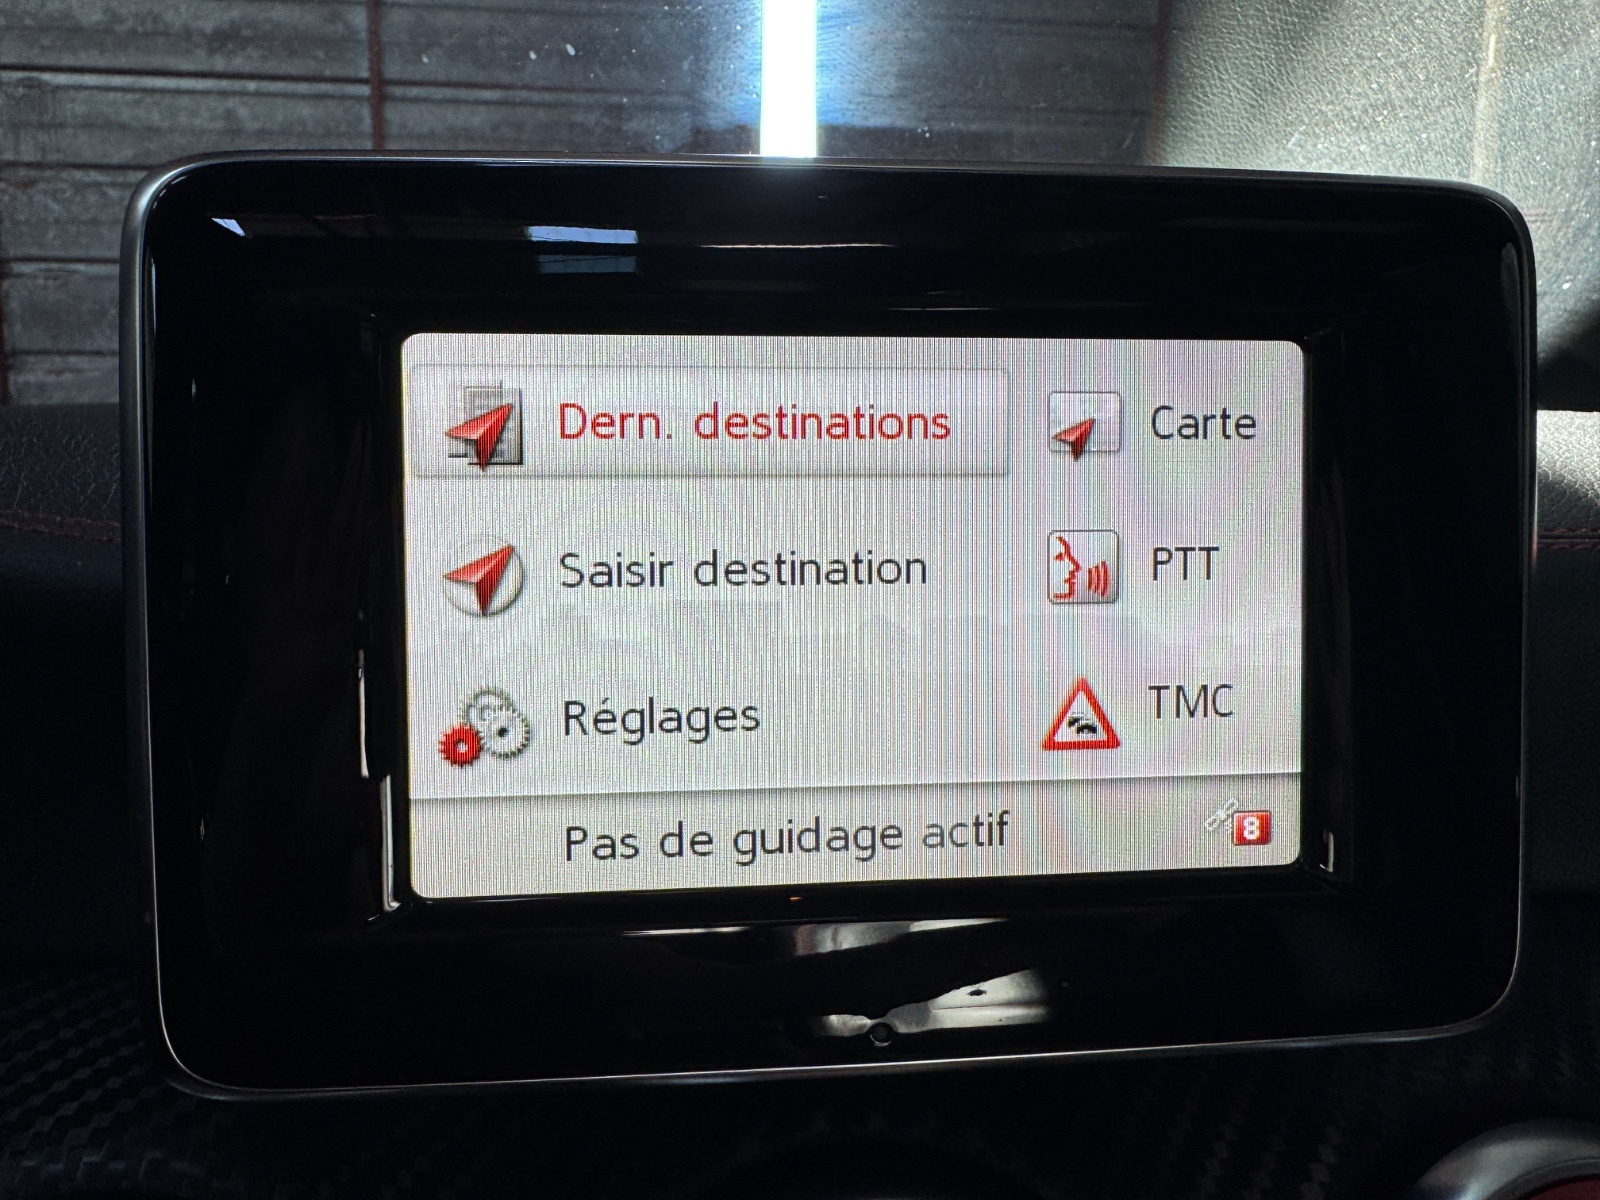 Dern. destinations
Carte
Saisir destination
PTT
Réglages
TMC
Pas de guidage actif
8